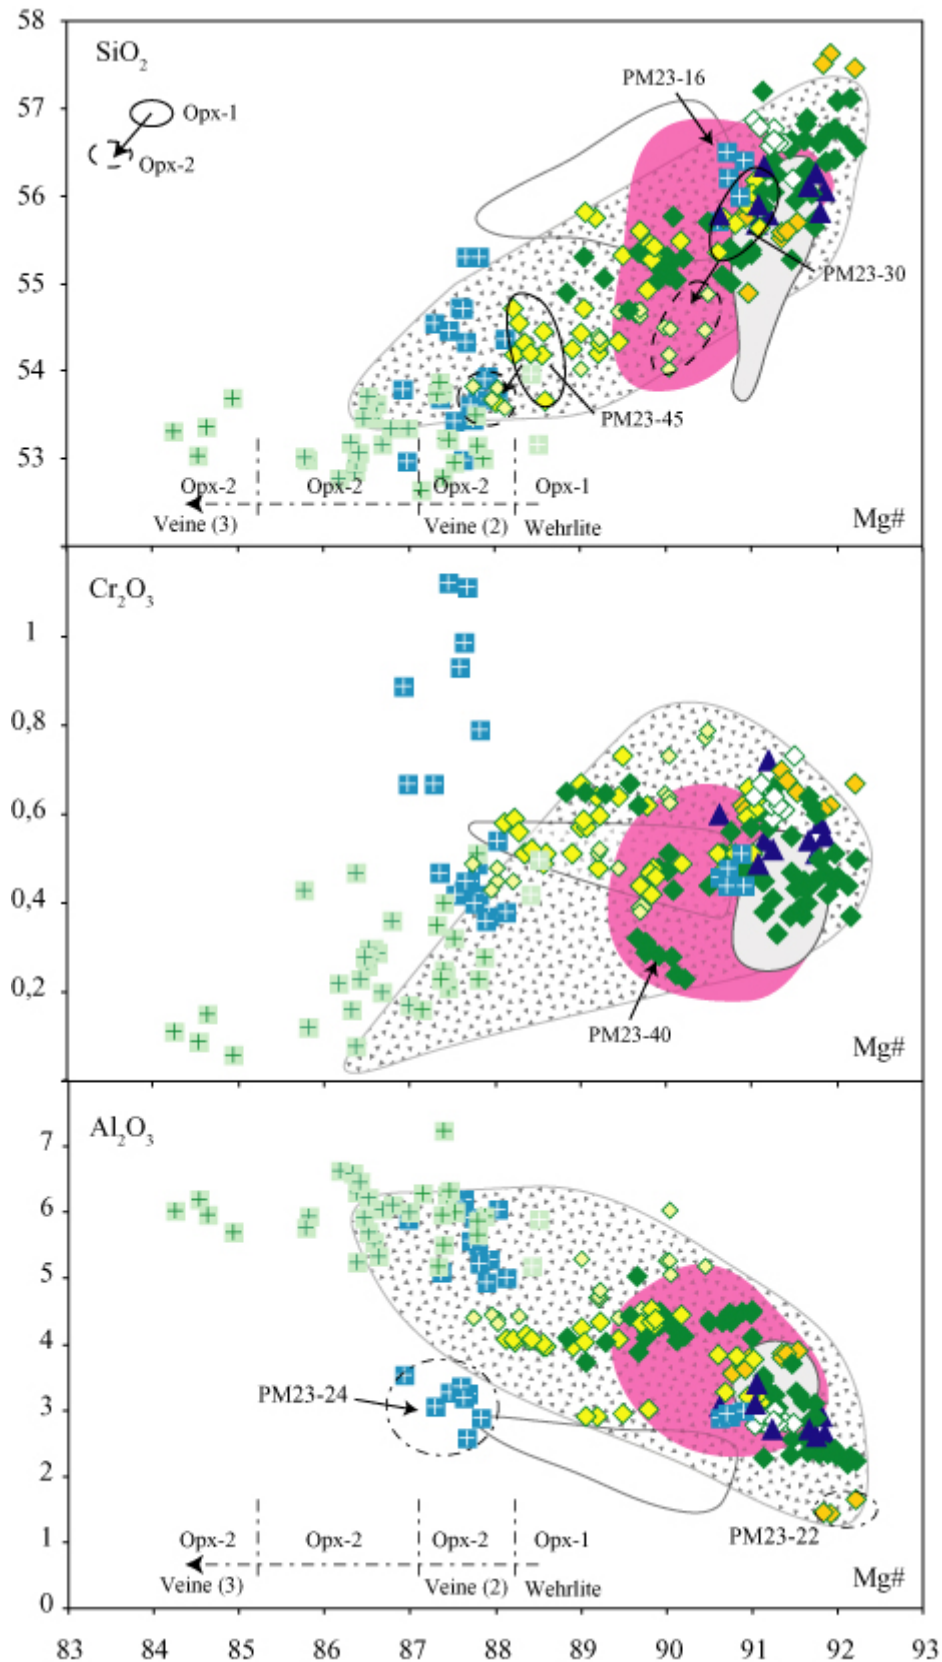 58
SiO2
PM23-16
57
Opx-1
Opx-2
56
PM23-30
55
54
PM23-45
53
Opx-2
Opx-2
Opx-2
Opx-1
Veine (3)
Veine (2)
Wehrlite
Mg#
Cr2O3
1
0,8
0,6
0,4
0,2
PM23-40
Mg#
Al2O3
7
6
5
4
PM23-24
3
2
PM23-22
1
Opx-2
Opx-2
Opx-2
Opx-1
Veine (3)
Veine (2)
Wehrlite
Mg#
0
83 84 85 86 87 88 89 90 91 92 93